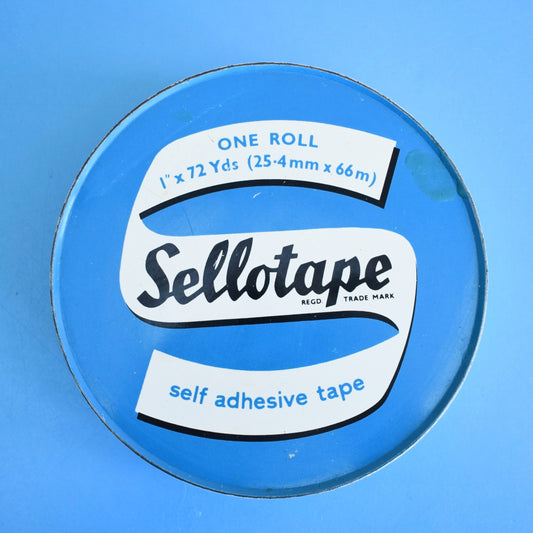 ONE ROLL
1" x 72 Yds (25·4mm x 66m)
Sellotape
REGD. TRADE MARK
self adhesive tape